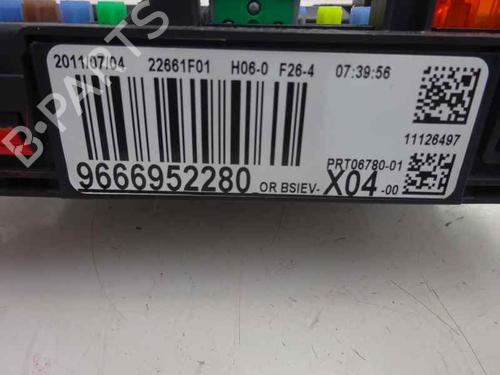 2011/07/04 22661F01 H06-0 F26-4 07:39:56
11126497
PRT06780-01
9666952280 OR BSIEV- X04 -00
B-PARTS